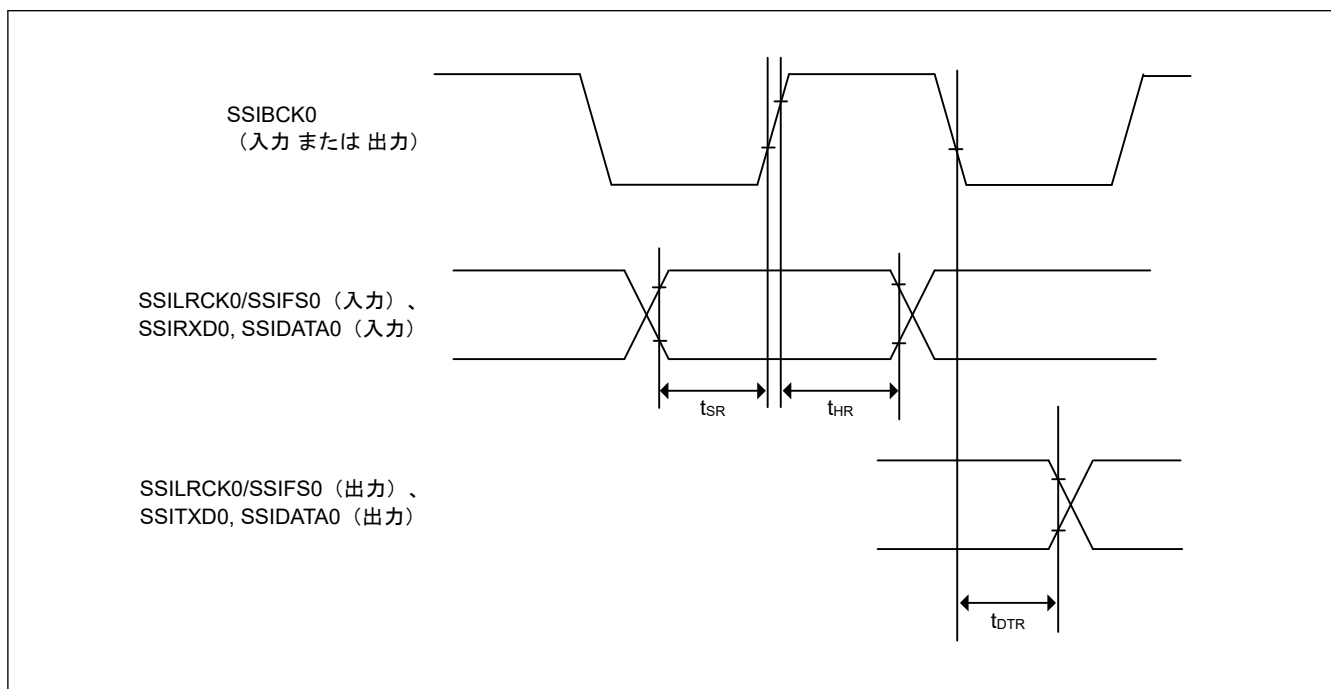 SSIBCK0
（入力 または 出力）
SSILRCK0/SSIFS0（入力）、
SSIRXD0, SSIDATA0（入力）
tSR
tHR
SSILRCK0/SSIFS0（出力）、
SSITXD0, SSIDATA0（出力）
tDTR